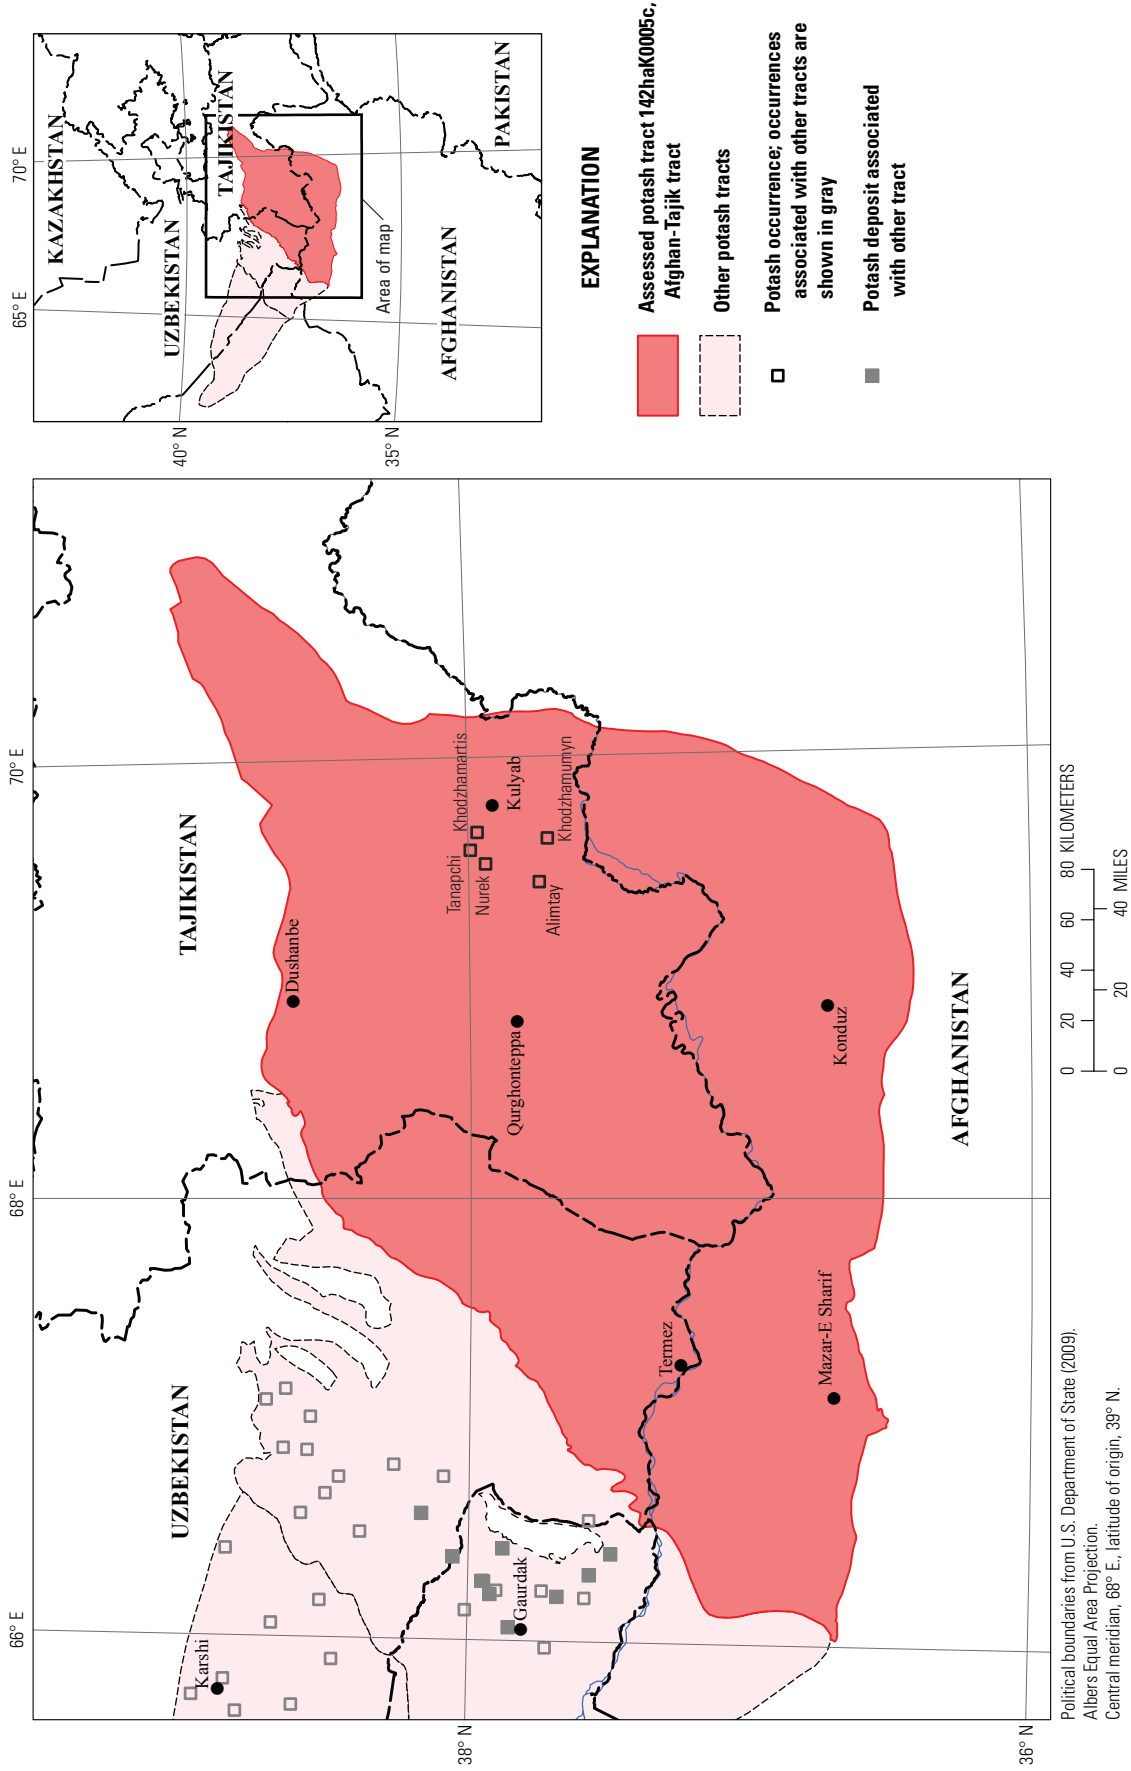 66° E
68° E
70° E
38° N
36° N
UZBEKISTAN
TAJIKISTAN
AFGHANISTAN
Karshi
Dushanbe
Gaurdak
Qurghonteppa
Tanapchi
Khodzhamartis
Nurek
Kulyab
Alimtay
Khodzhamumyn
Termez
Mazar-E Sharif
Konduz
0 20 40 60 80 KILOMETERS
0 20 40 MILES
Political boundaries from U.S. Department of State (2009).
Albers Equal Area Projection.
Central meridian, 68° E., latitude of origin, 39° N.
65° E
70° E
40° N
35° N
KAZAKHSTAN
UZBEKISTAN
TAJIKISTAN
Area of map
AFGHANISTAN
PAKISTAN
EXPLANATION
Assessed potash tract 142haK0005c,
Afghan-Tajik tract
Other potash tracts
Potash occurrence; occurrences
associated with other tracts are
shown in gray
Potash deposit associated
with other tract